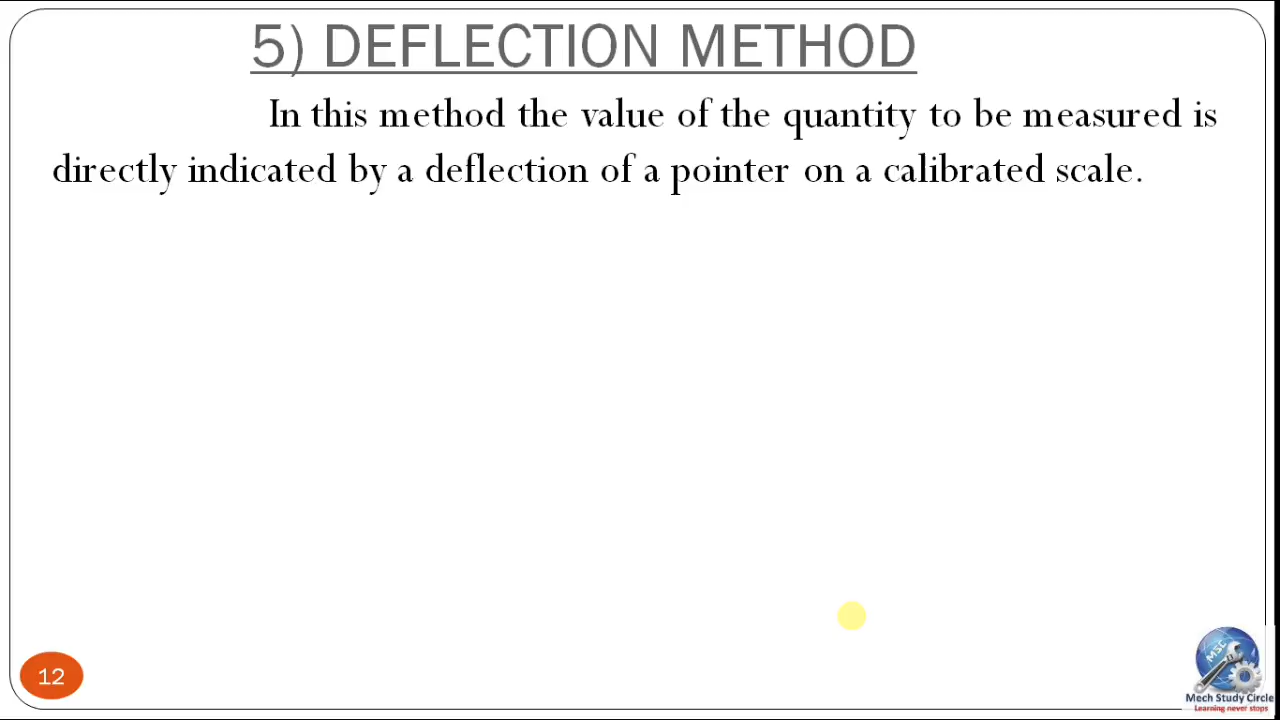 5) DEFLECTION METHOD
In this method the value of the quantity to be measured is
directly indicated by a deflection of a pointer on a calibrated scale.
12
MSC
Mech Study Circle
Learning never stops